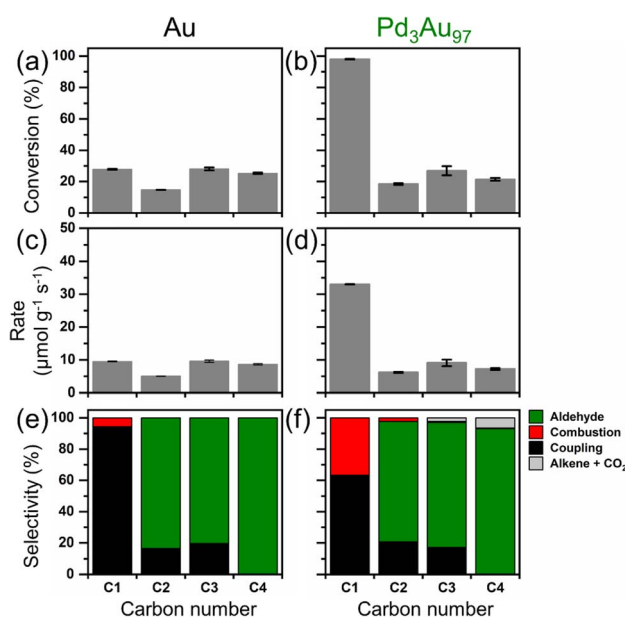 Au
Pd₃Au₉₇
(a)
(b)
Conversion (%)
100
80
60
40
20
0
(c)
(d)
Rate
(μmol g⁻¹ s⁻¹)
50
40
30
20
10
0
(e)
(f)
Selectivity (%)
100
80
60
40
20
0
Aldehyde
Combustion
Coupling
Alkene + CO₂
C1 C2 C3 C4
C1 C2 C3 C4
Carbon number
Carbon number